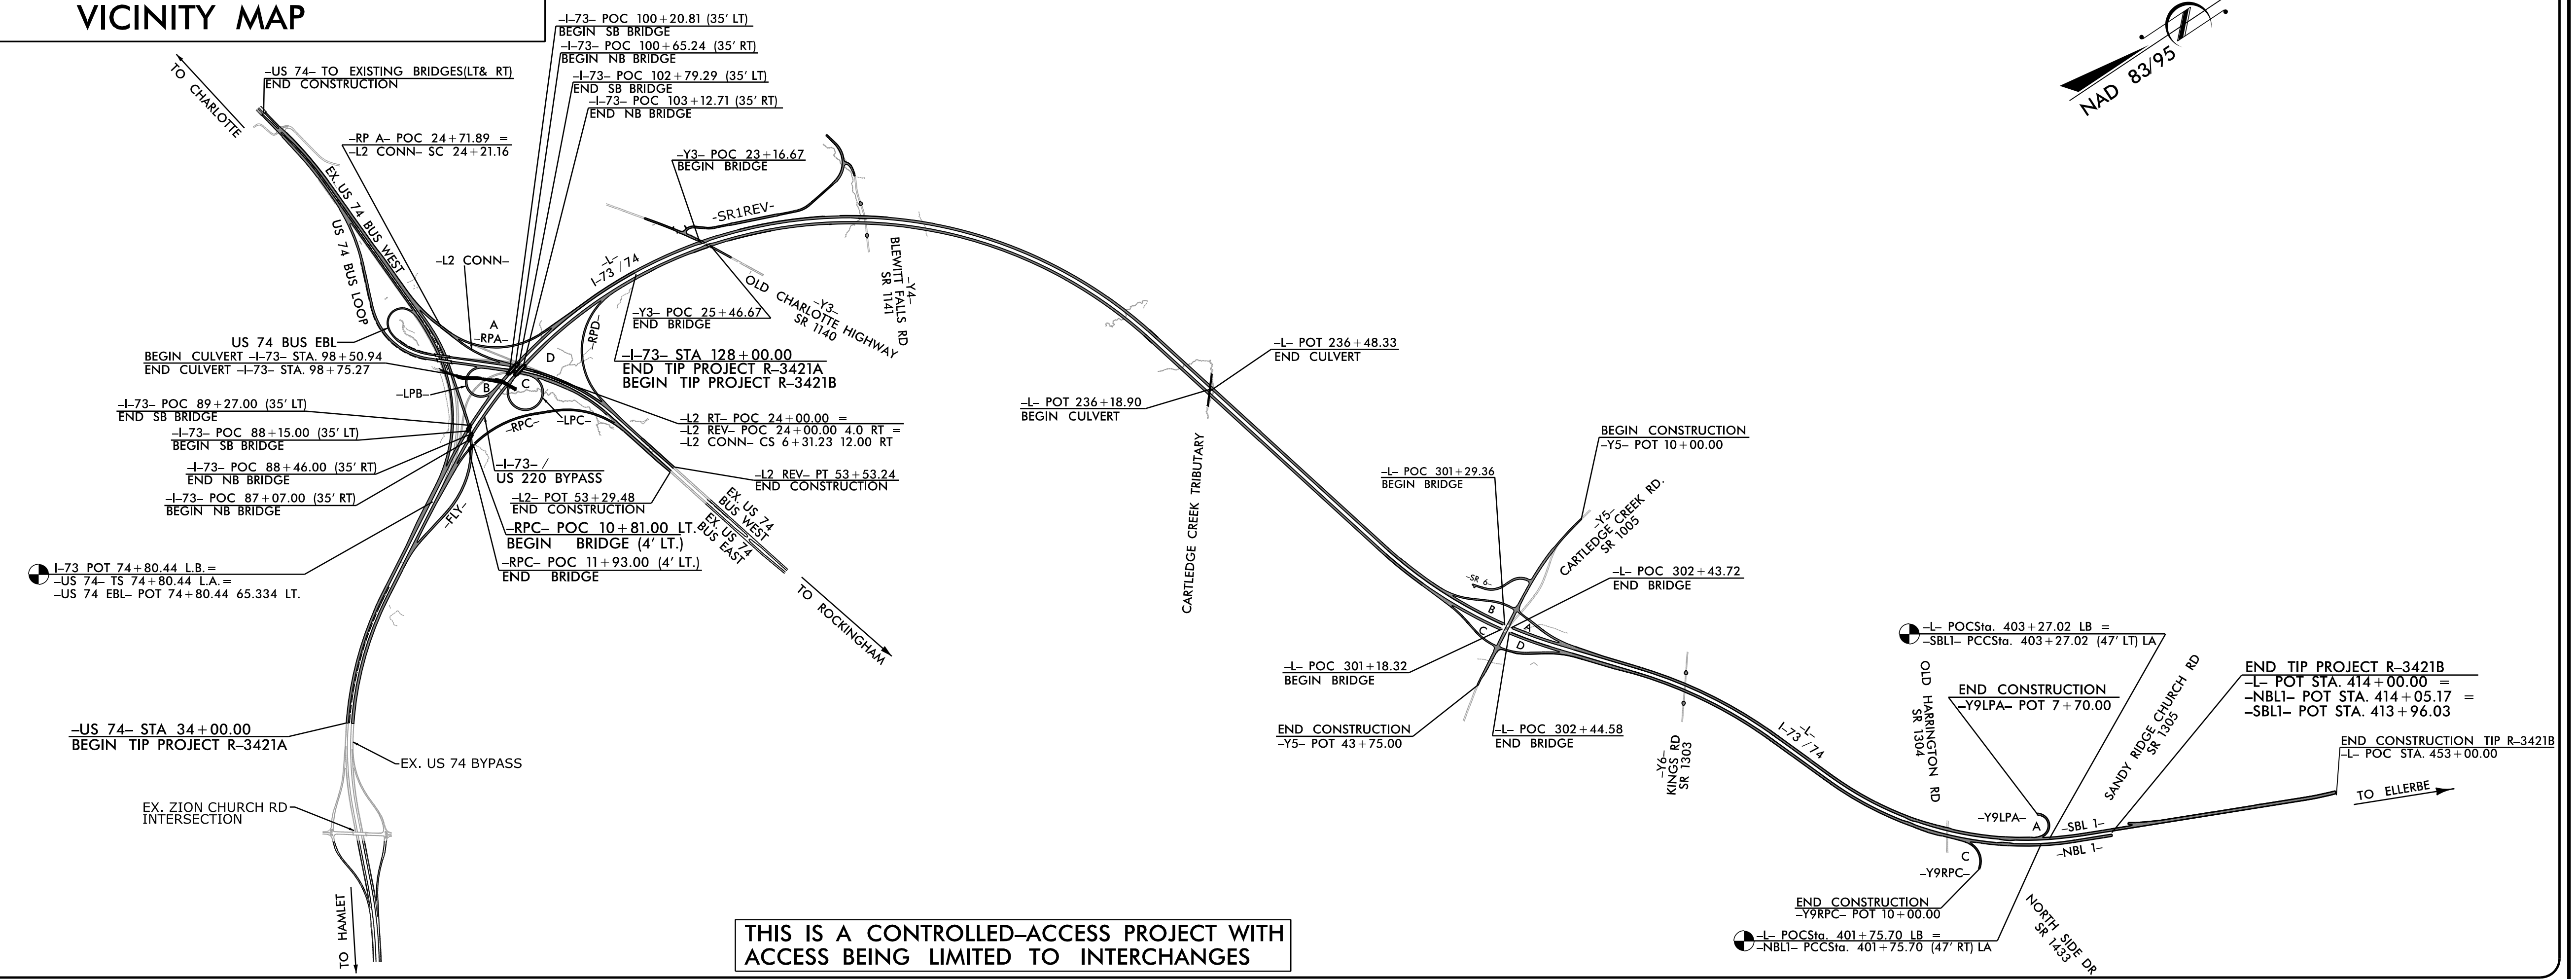 VICINITY MAP
-I-73- POC 100+20.81 (35' LT)
BEGIN SB BRIDGE
-I-73- POC 100+65.24 (35' RT)
BEGIN NB BRIDGE
-I-73- POC 102+79.29 (35' LT)
END SB BRIDGE
-I-73- POC 103+12.71 (35' RT)
END NB BRIDGE
NAD 83/95
TO CHARLOTTE
-US 74- TO EXISTING BRIDGES(LT& RT)
END CONSTRUCTION
-RP A- POC 24+71.89 =
-L2 CONN- SC 24+21.16
EX. US 74 BUS WEST
US 74 BUS LOOP
-L2 CONN-
-Y3- POC 23+16.67
BEGIN BRIDGE
-SR1REV-
-L-
I-73 /74
-Y4-
BLEWITT FALLS RD
SR 1141
-Y3-
OLD CHARLOTTE HIGHWAY
SR 1140
-Y3- POC 25+46.67
END BRIDGE
A
-RPA-
D
-RPD-
US 74 BUS EBL
BEGIN CULVERT -I-73- STA. 98+50.94
END CULVERT -I-73- STA. 98+75.27
-I-73- STA 128+00.00
END TIP PROJECT R-3421A
BEGIN TIP PROJECT R-3421B
B
C
-LPB-
-LPC-
-RPC-
-I-73- POC 89+27.00 (35' LT)
END SB BRIDGE
-I-73- POC 88+15.00 (35' LT)
BEGIN SB BRIDGE
-I-73- POC 88+46.00 (35' RT)
END NB BRIDGE
-I-73- POC 87+07.00 (35' RT)
BEGIN NB BRIDGE
-L2 RT- POC 24+00.00 =
-L2 REV- POC 24+00.00 4.0 RT =
-L2 CONN- CS 6+31.23 12.00 RT
-I-73- /
US 220 BYPASS
-L2 REV- PT 53+53.24
END CONSTRUCTION
-L2- POT 53+29.48
END CONSTRUCTION
EX. US 74
BUS WEST
EX. US 74
BUS EAST
-FLY-
-RPC- POC 10+81.00 LT.
BEGIN BRIDGE (4' LT.)
-RPC- POC 11+93.00 (4' LT.)
END BRIDGE
TO ROCKINGHAM
I-73 POT 74+80.44 L.B.=
-US 74- TS 74+80.44 L.A.=
-US 74 EBL- POT 74+80.44 65.334 LT.
-US 74- STA 34+00.00
BEGIN TIP PROJECT R-3421A
EX. US 74 BYPASS
EX. ZION CHURCH RD
INTERSECTION
TO HAMLET
-L- POT 236+48.33
END CULVERT
-L- POT 236+18.90
BEGIN CULVERT
CARTLEDGE CREEK TRIBUTARY
BEGIN CONSTRUCTION
-Y5- POT 10+00.00
-L- POC 301+29.36
BEGIN BRIDGE
-Y5-
CARTLEDGE CREEK RD.
SR 1005
-SR 6-
-L- POC 302+43.72
END BRIDGE
B
A
C
D
-L- POC 301+18.32
BEGIN BRIDGE
END CONSTRUCTION
-Y5- POT 43+75.00
-L- POC 302+44.58
END BRIDGE
-Y6-
KINGS RD
SR 1303
-L-
I-73 /74
-L- POCSta. 403+27.02 LB =
-SBL1- PCCSta. 403+27.02 (47' LT) LA
OLD HARRINGTON RD
SR 1304
END CONSTRUCTION
-Y9LPA- POT 7+70.00
SANDY RIDGE CHURCH RD
SR 1305
END TIP PROJECT R-3421B
-L- POT STA. 414+00.00 =
-NBL1- POT STA. 414+05.17 =
-SBL1- POT STA. 413+96.03
END CONSTRUCTION TIP R-3421B
-L- POC STA. 453+00.00
TO ELLERBE
-Y9LPA-
A
-SBL 1-
-NBL 1-
C
-Y9RPC-
END CONSTRUCTION
-Y9RPC- POT 10+00.00
-L- POCSta. 401+75.70 LB =
-NBL1- PCCSta. 401+75.70 (47' RT) LA
NORTH SIDE DR
SR 1433
THIS IS A CONTROLLED-ACCESS PROJECT WITH
ACCESS BEING LIMITED TO INTERCHANGES